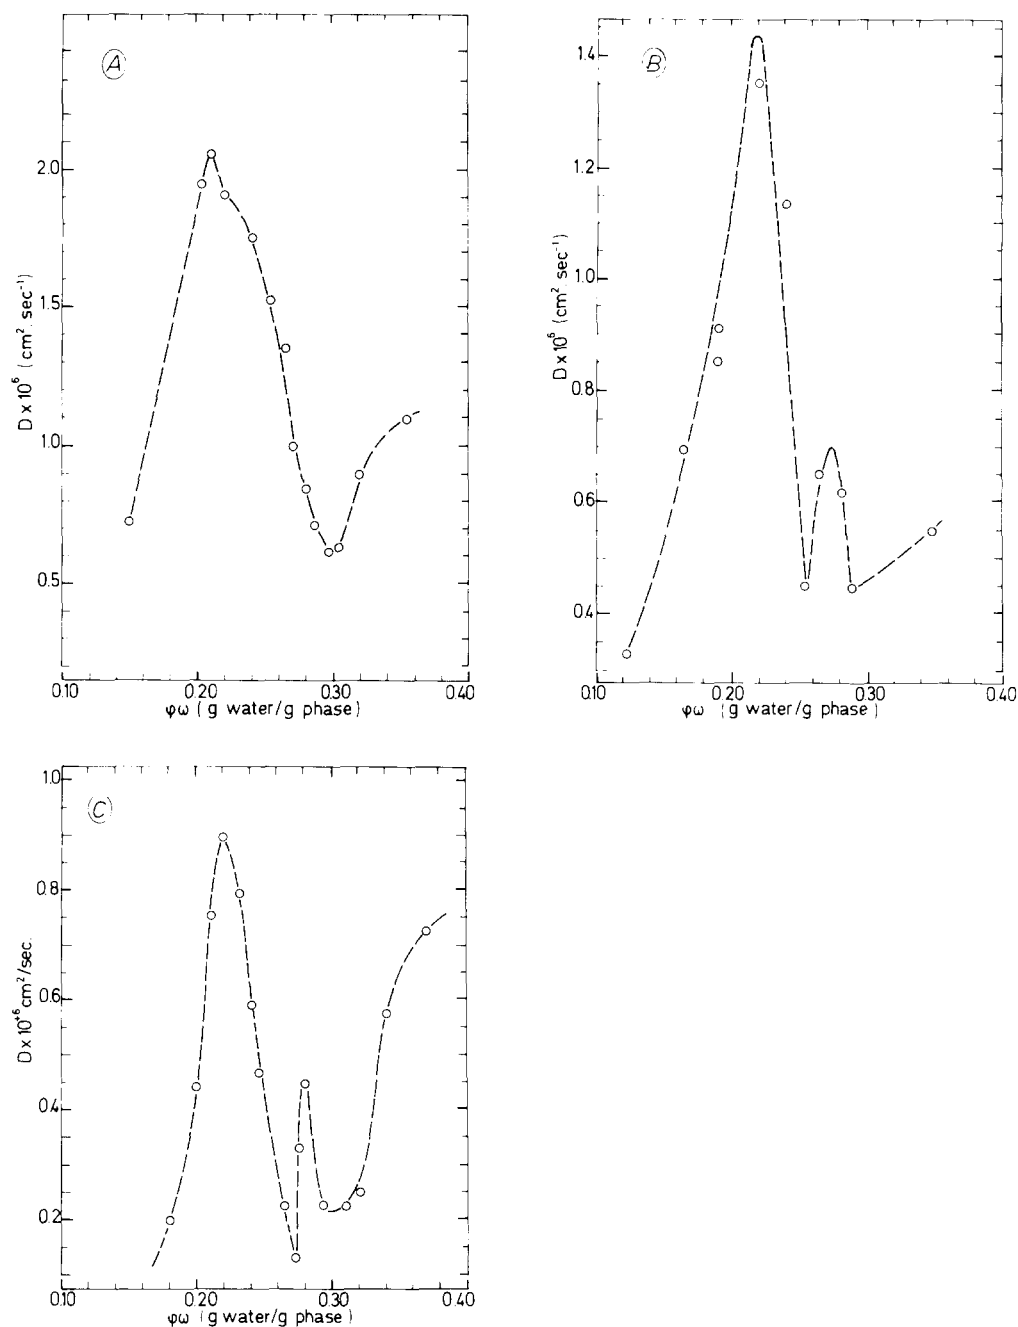 A
2.0
1.5
1.0
0.5
D x 10⁶ (cm². sec⁻¹)
0.10 0.20 0.30 0.40
φω (g water/g phase)
B
1.4
1.2
1.0
0.8
0.6
0.4
D x 10⁶ (cm². sec⁻¹)
0.10 0.20 0.30 0.40
φω (g water/g phase)
C
1.0
0.8
0.6
0.4
0.2
D x 10⁺⁶ cm²/sec.
0.10 0.20 0.30 0.40
φω (g water/g phase)